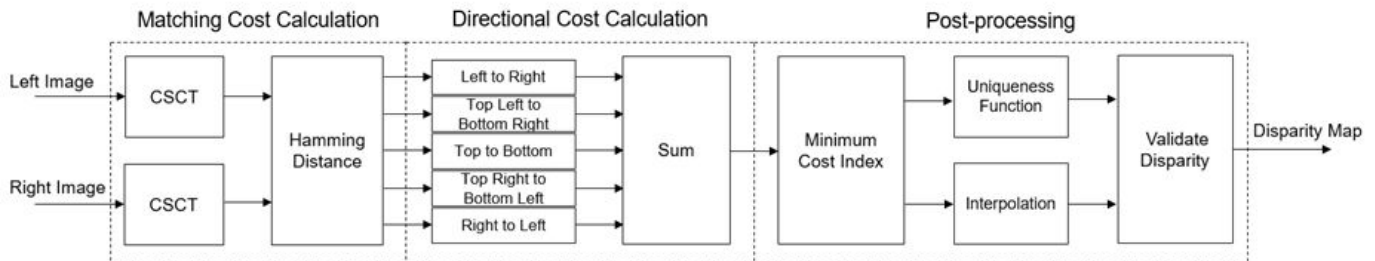 Matching Cost Calculation
Directional Cost Calculation
Post-processing
Left Image
Right Image
CSCT
CSCT
Hamming
Distance
Left to Right
Top Left to
Bottom Right
Top to Bottom
Top Right to
Bottom Left
Right to Left
Sum
Minimum
Cost Index
Uniqueness
Function
Interpolation
Validate
Disparity
Disparity Map